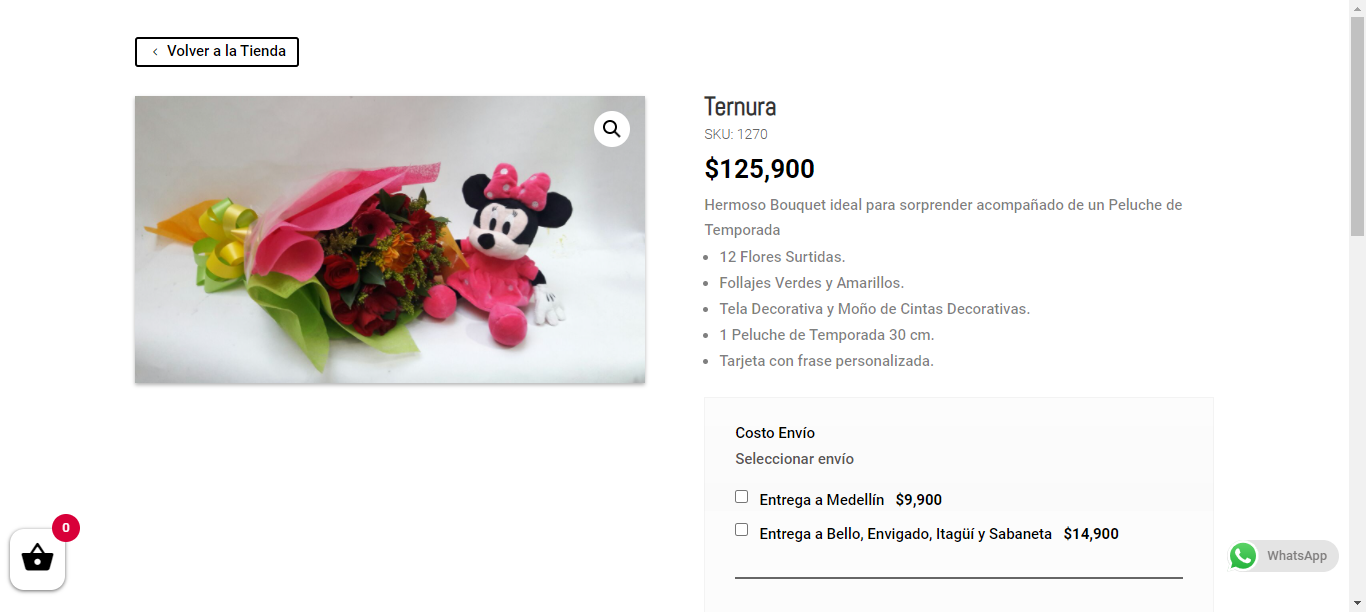 Volver a la Tienda
Ternura
SKU: 1270
$125,900
Hermoso Bouquet ideal para sorprender acompañado de un Peluche de
Temporada
12 Flores Surtidas.
Follajes Verdes y Amarillos.
Tela Decorativa y Moño de Cintas Decorativas.
1 Peluche de Temporada 30 cm.
Tarjeta con frase personalizada.
Costo Envío
Seleccionar envío
Entrega a Medellín $9,900
Entrega a Bello, Envigado, Itagüí y Sabaneta $14,900
0
WhatsApp